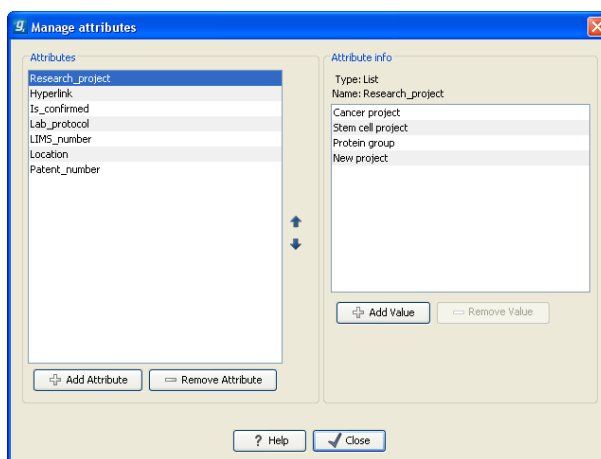 Manage attributes
Attributes
Research_project
Hyperlink
Is_confirmed
Lab_protocol
LIMS_number
Location
Patent_number
Add Attribute
Remove Attribute
Attribute info
Type: List
Name: Research_project
Cancer project
Stem cell project
Protein group
New project
Add Value
Remove Value
? Help
Close